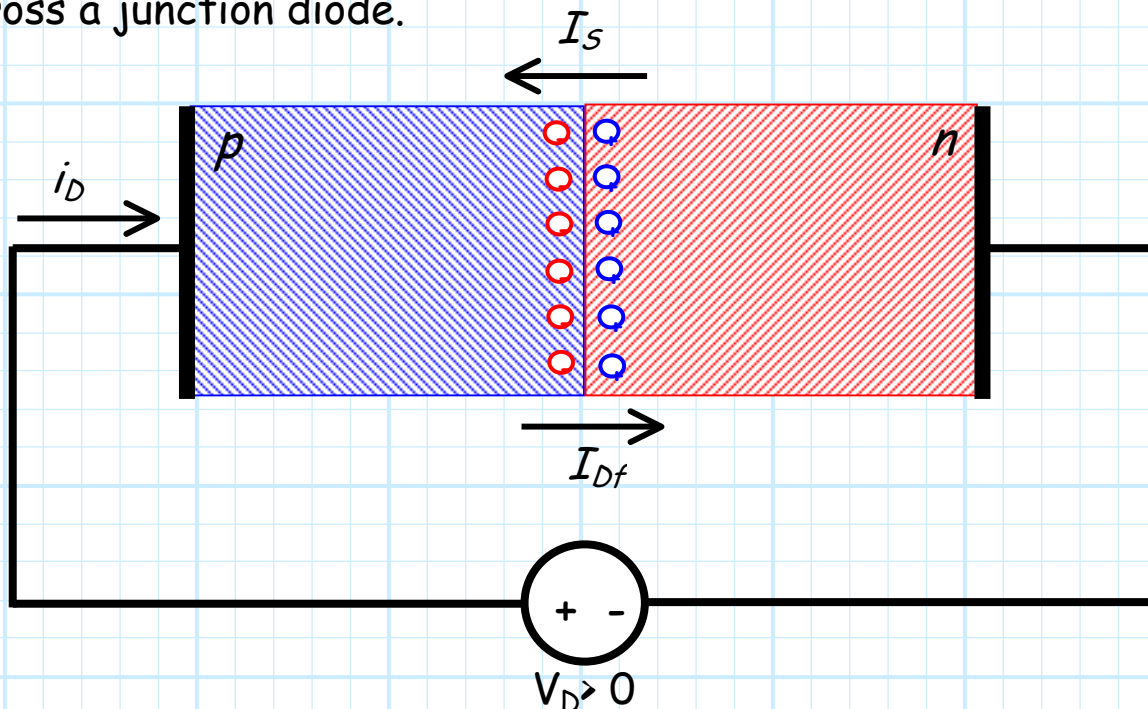 oss a junction diode.
I_S
p
n
i_D
I_Df
+ -
V_D > 0